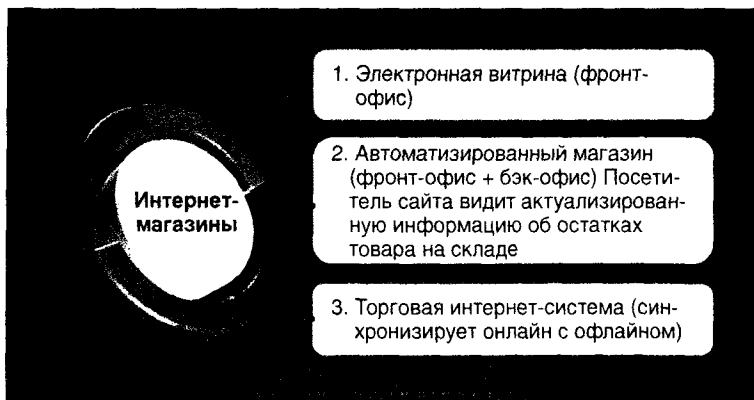 Интернет-
магазины
1. Электронная витрина (фронт-
офис)
2. Автоматизированный магазин
(фронт-офис + бэк-офис) Посети-
тель сайта видит актуализирован-
ную информацию об остатках
товара на складе
3. Торговая интернет-система (син-
хронизирует онлайн с офлайном)